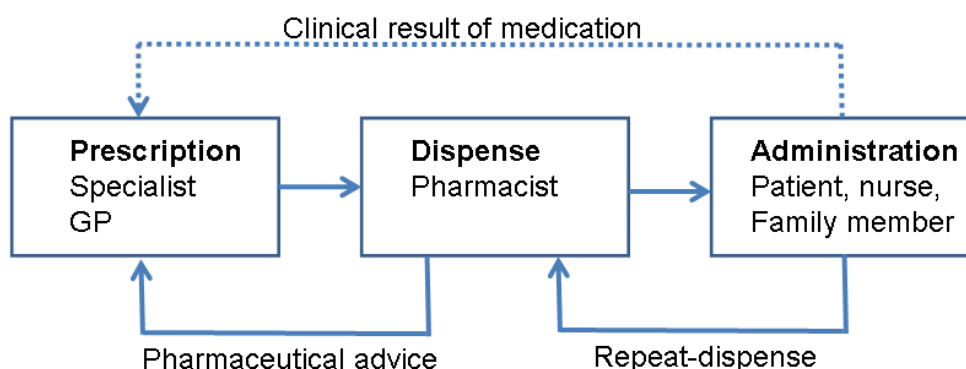 Clinical result of medication
Prescription
Specialist
GP
Dispense
Pharmacist
Administration
Patient, nurse,
Family member
Pharmaceutical advice
Repeat-dispense